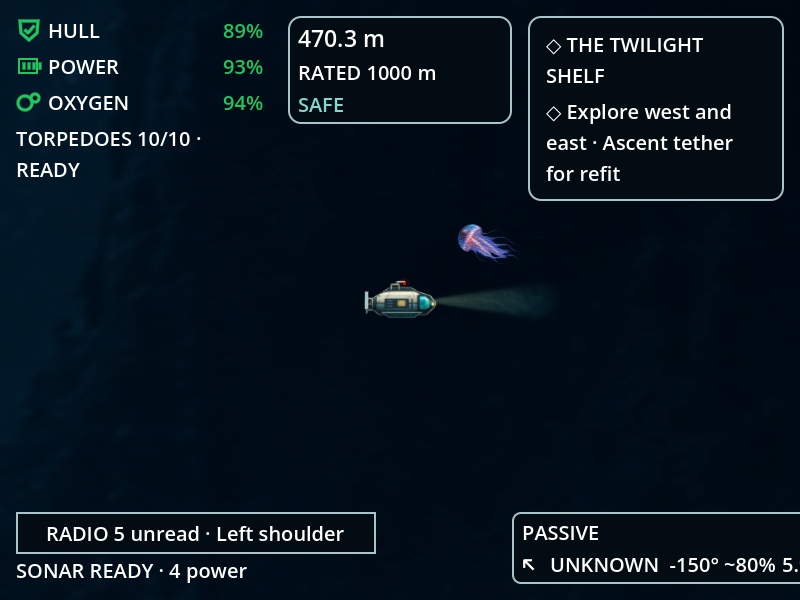 HULL 89%
POWER 93%
OXYGEN 94%
TORPEDOES 10/10 ·
READY
470.3 m
RATED 1000 m
SAFE
◇ THE TWILIGHT
SHELF
◇ Explore west and
east · Ascent tether
for refit
RADIO 5 unread · Left shoulder
SONAR READY · 4 power
PASSIVE
↖ UNKNOWN -150° ~80% 5.